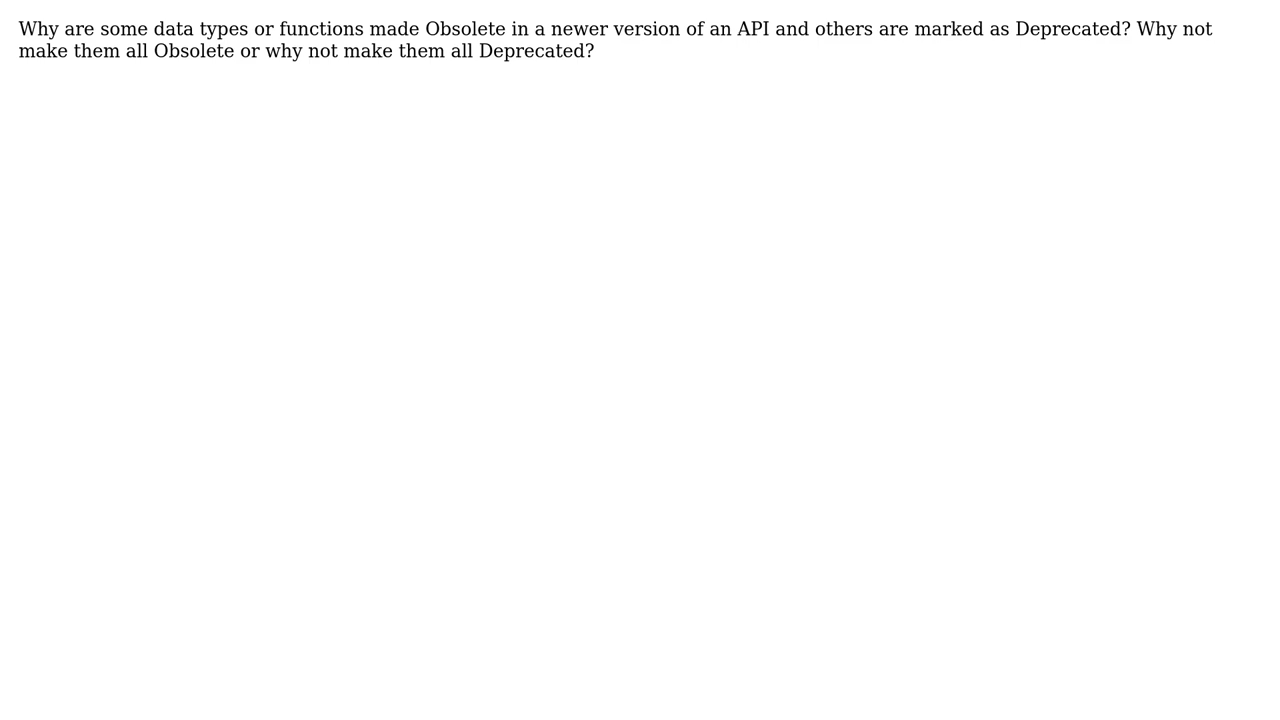 Why are some data types or functions made Obsolete in a newer version of an API and others are marked as Deprecated? Why not
make them all Obsolete or why not make them all Deprecated?